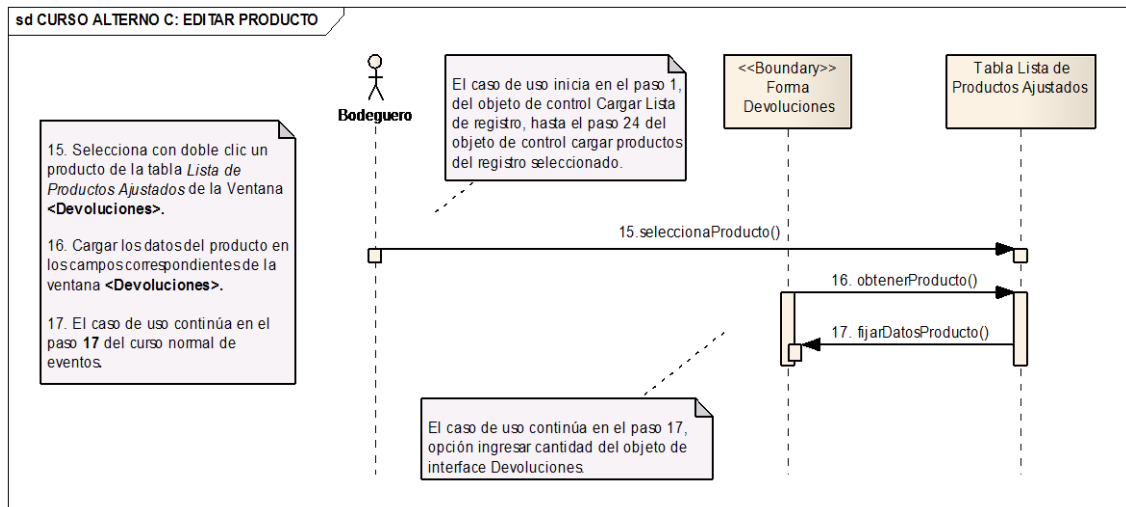 sd CURSO ALTERNO C: EDITAR PRODUCTO
Bodeguero
El caso de uso inicia en el paso 1,
del objeto de control Cargar Lista
de registro, hasta el paso 24 del
objeto de control cargar productos
del registro seleccionado.
<<Boundary>>
Forma
Devoluciones
Tabla Lista de
Productos Ajustados
15. Selecciona con doble clic un
producto de la tabla Lista de
Productos Ajustados de la Ventana
<Devoluciones>.
16. Cargar los datos del producto en
los campos correspondientes de la
ventana <Devoluciones>.
17. El caso de uso continúa en el
paso 17 del curso normal de
eventos.
15.seleccionaProducto()
16. obtenerProducto()
17. fijarDatosProducto()
El caso de uso continúa en el paso 17,
opción ingresar cantidad del objeto de
interface Devoluciones.